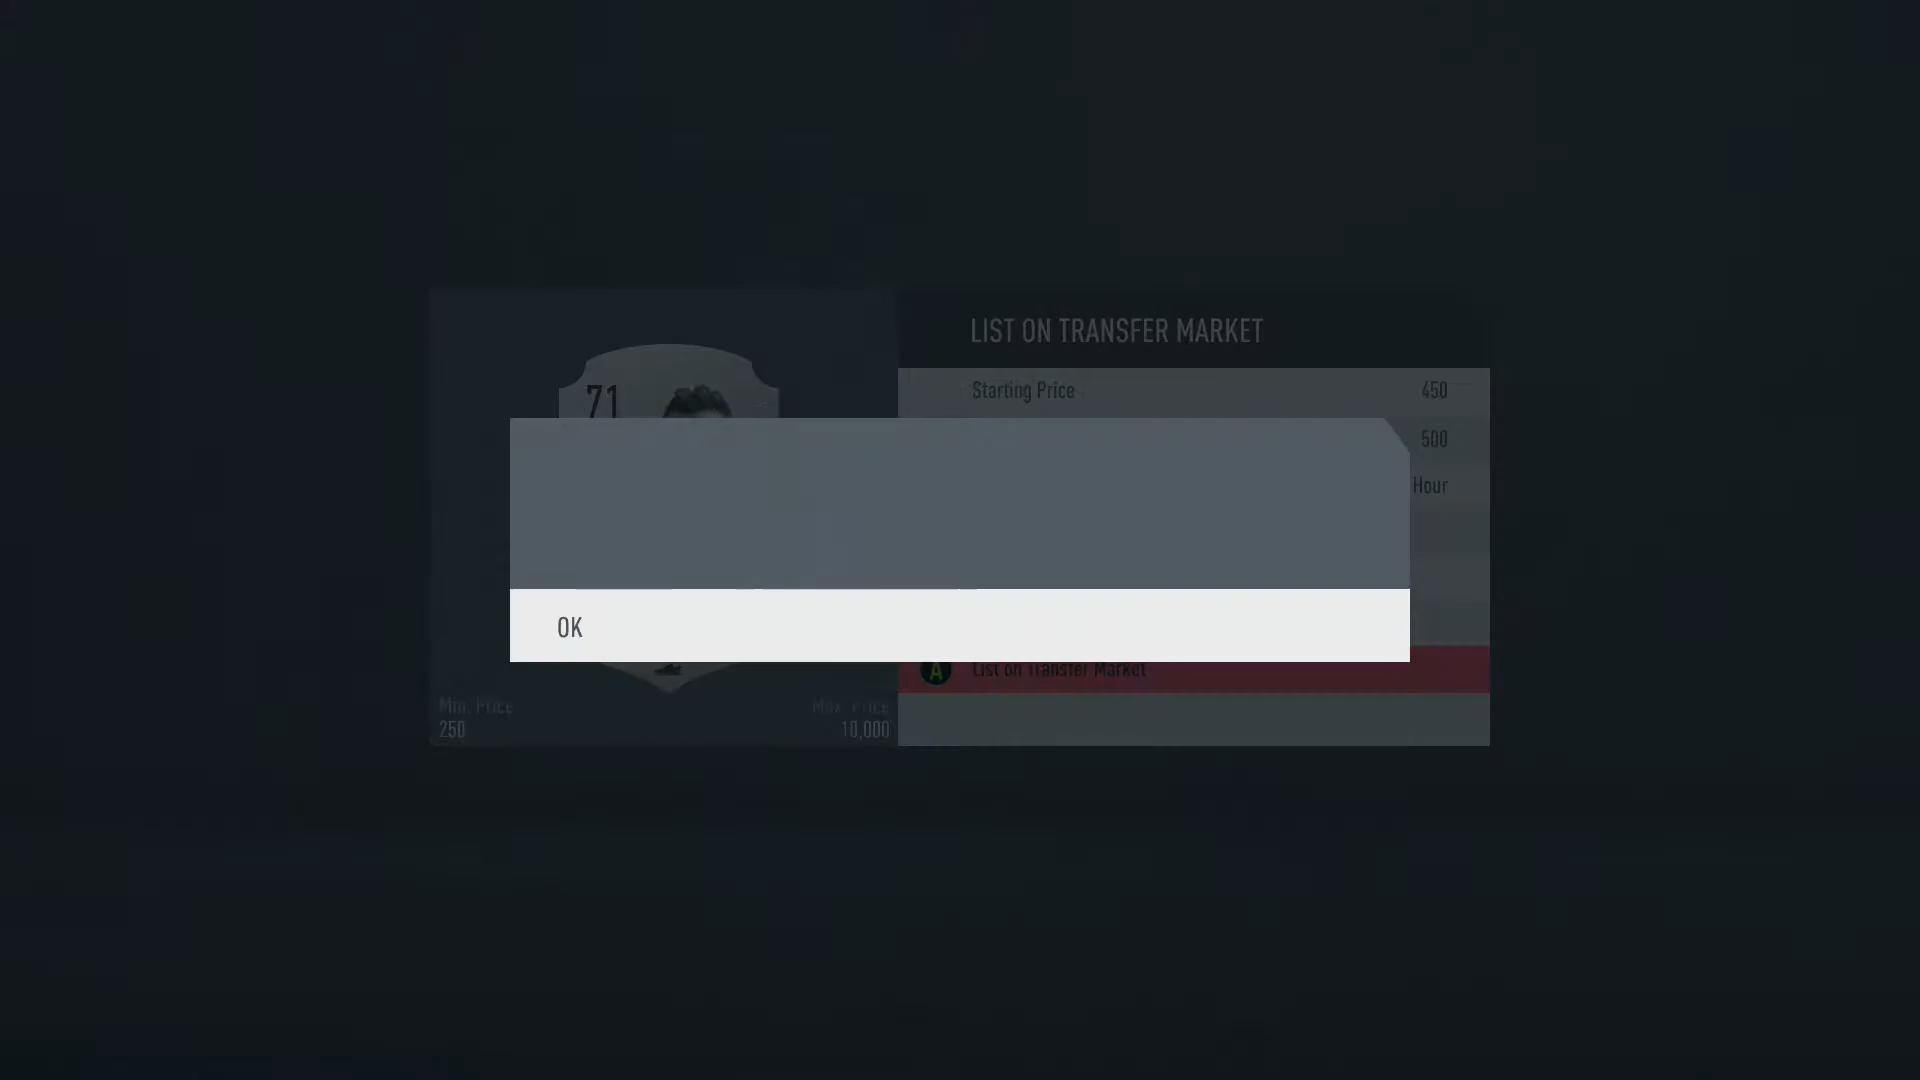 LIST ON TRANSFER MARKET
71
Starting Price 450
500
Hour
OK
A List on Transfer Market
Min. Price Max. Price
250 10,000